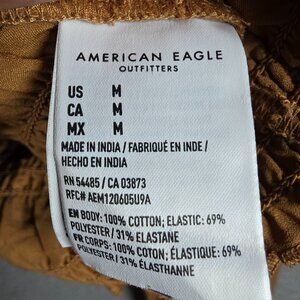 AMERICAN EAGLE
OUTFITTERS
US M
CA M
MX M
MADE IN INDIA / FABRIQUÉ EN INDE /
HECHO EN INDIA
RN 54485 / CA 03873
RFC# AEM120605U9A
EN BODY: 100% COTTON; ELASTIC: 69%
POLYESTER / 31% ELASTANE
FR CORPS: 100% COTON; ÉLASTIQUE: 69%
POLYESTER / 31% ÉLASTHANNE